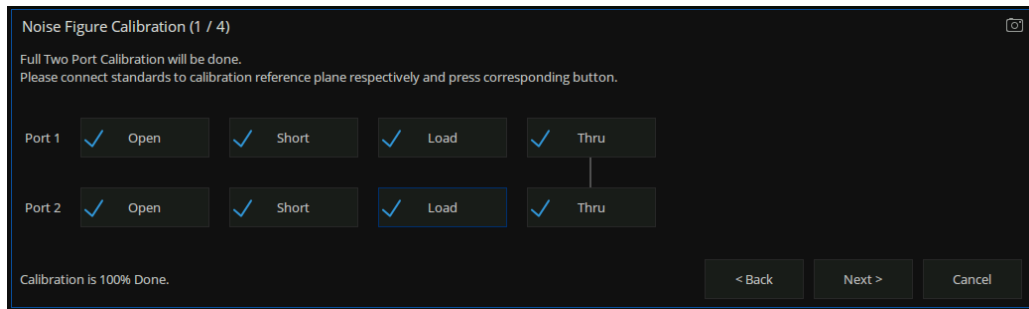 Noise Figure Calibration (1 / 4)
Full Two Port Calibration will be done.
Please connect standards to calibration reference plane respectively and press corresponding button.
Port 1 Open Short Load Thru
Port 2 Open Short Load Thru
Calibration is 100% Done.
< Back Next > Cancel